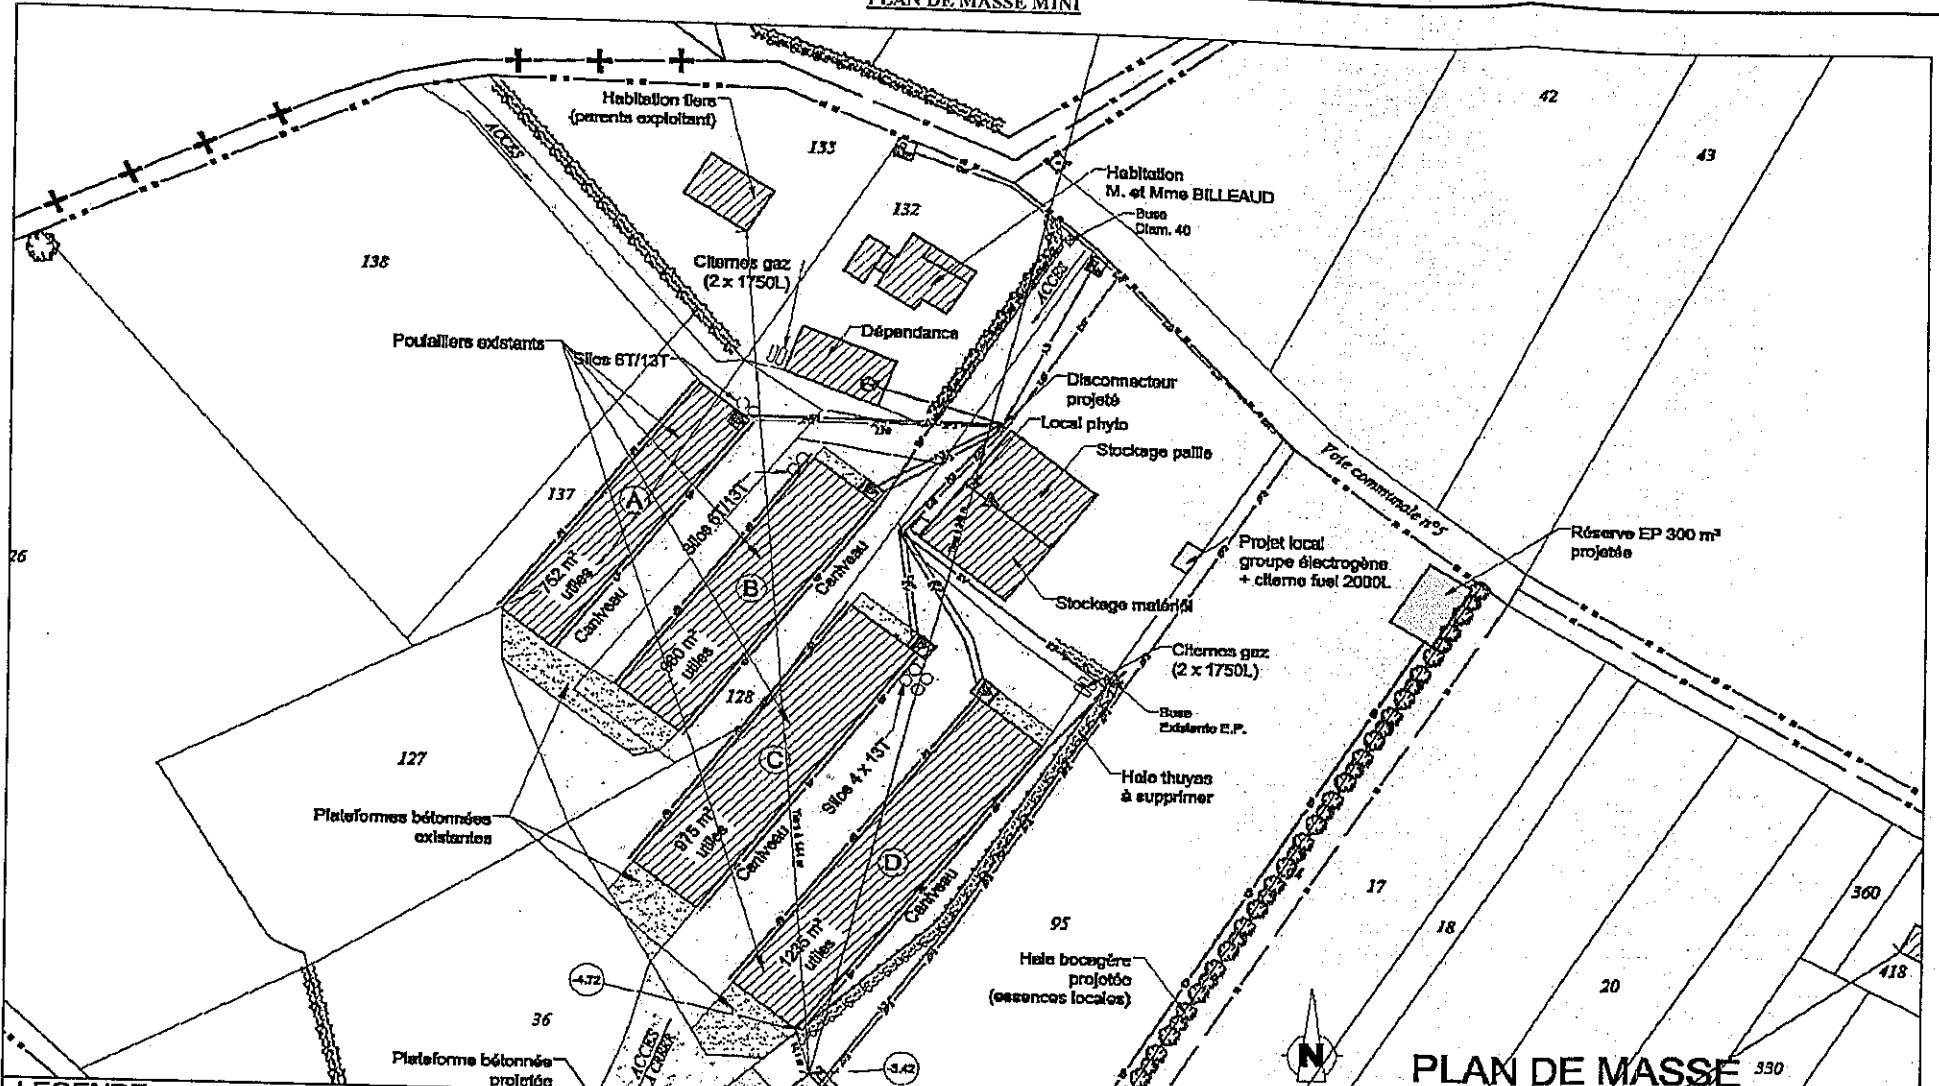 PLAN DE MASSE MINI
42
43
Habitation tiers
(parents exploitant)
133
ACCES
Habitation
M. et Mme BILLEAUD
132
Buse
Diam. 40
138
Citernes gaz
(2 x 1750L)
ACCES
Dépendance
Poulaillers existants
Silos 6T/13T
Disconnecteur
projeté
Local phyto
Stockage paille
Voie communale n°5
137
A
Silos 6T/13T
Réserve EP 300 m³
projetée
26
Projet local
groupe électrogène
+ citerne fuel 2000L
762 m²
utiles
Caniveau
B
Caniveau
Stockage matériel
Citernes gaz
(2 x 1750L)
960 m²
utiles
128
Buse
Existante E.P.
127
C
Silos 4 x 13T
Haie thuyas
à supprimer
Plateformes bétonnées
existantes
975 m²
utiles
Caniveau
D
Caniveau
17
360
95
18
1235 m²
utiles
Haie bocagère
projetée
(essences locales)
418
-4.72
20
36
N
ACCES
A CREER
Plateforme bétonnée
projetée
-3.42
PLAN DE MASSE
330
LEGENDE